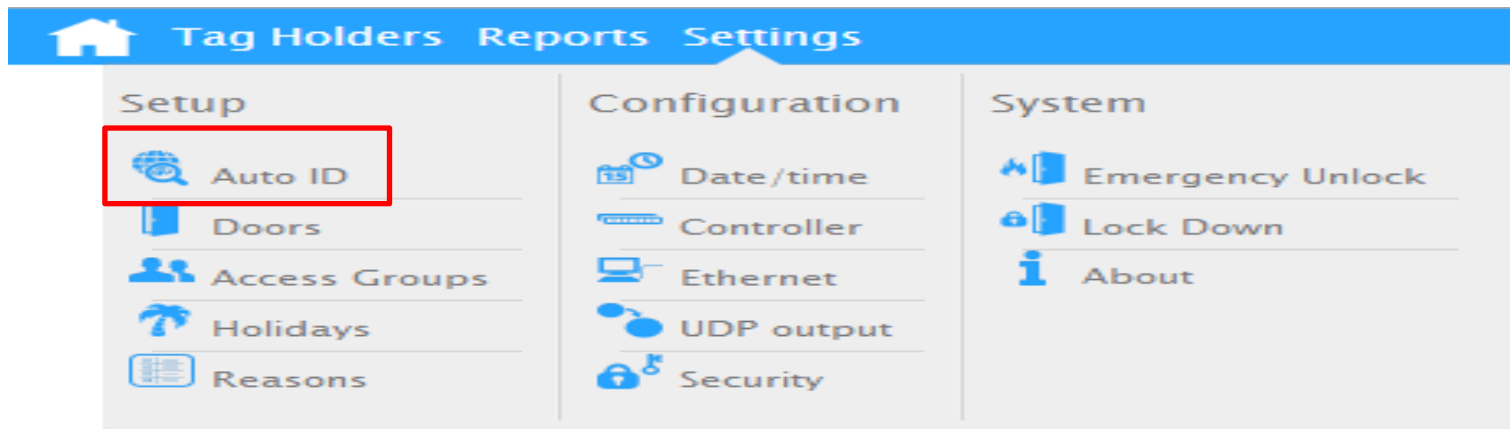 Tag Holders Reports Settings
Setup
Auto ID
Doors
Access Groups
Holidays
Reasons
Configuration
15 Date/time
Controller
Ethernet
UDP output
Security
System
Emergency Unlock
Lock Down
About